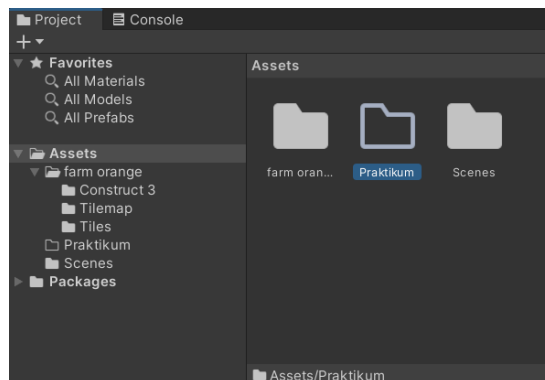 Project
Console
Favorites
All Materials
All Models
All Prefabs
Assets
farm orange
Construct 3
Tilemap
Tiles
Praktikum
Scenes
Packages
Assets
farm oran...
Praktikum
Scenes
Assets/Praktikum